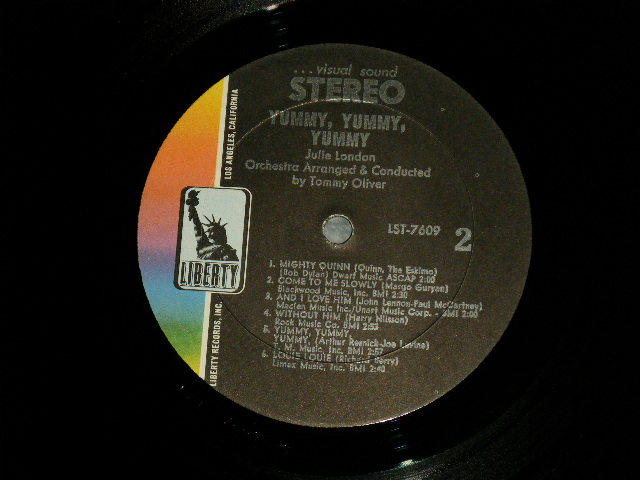 ...visual sound
STEREO
YUMMY, YUMMY,
YUMMY
Julie London
Orchestra Arranged & Conducted
by Tommy Oliver
LST-7609
2
LOS ANGELES, CALIFORNIA
LIBERTY
LIBERTY RECORDS, INC.
1. MIGHTY QUINN (Quinn, The Eskimo)
(Bob Dylan) Dwarf Music ASCAP 2:00
2. COME TO ME SLOWLY (Margo Guryan)
Blackwood Music, Inc. BMI 2:30
3. AND I LOVE HIM (John Lennon-Paul McCartney)
Maclen Music Inc./Unart Music Corp. - BMI 2:00
4. WITHOUT HIM (Harry Nilsson)
Rock Music Co. BMI 2:53
5. YUMMY, YUMMY,
YUMMY, (Arthur Resnick-Joe Levine)
T. M. Music, Inc. BMI 2:57
6. LOUIE LOUIE (Richard Berry)
Limax Music, Inc. BMI 2:40